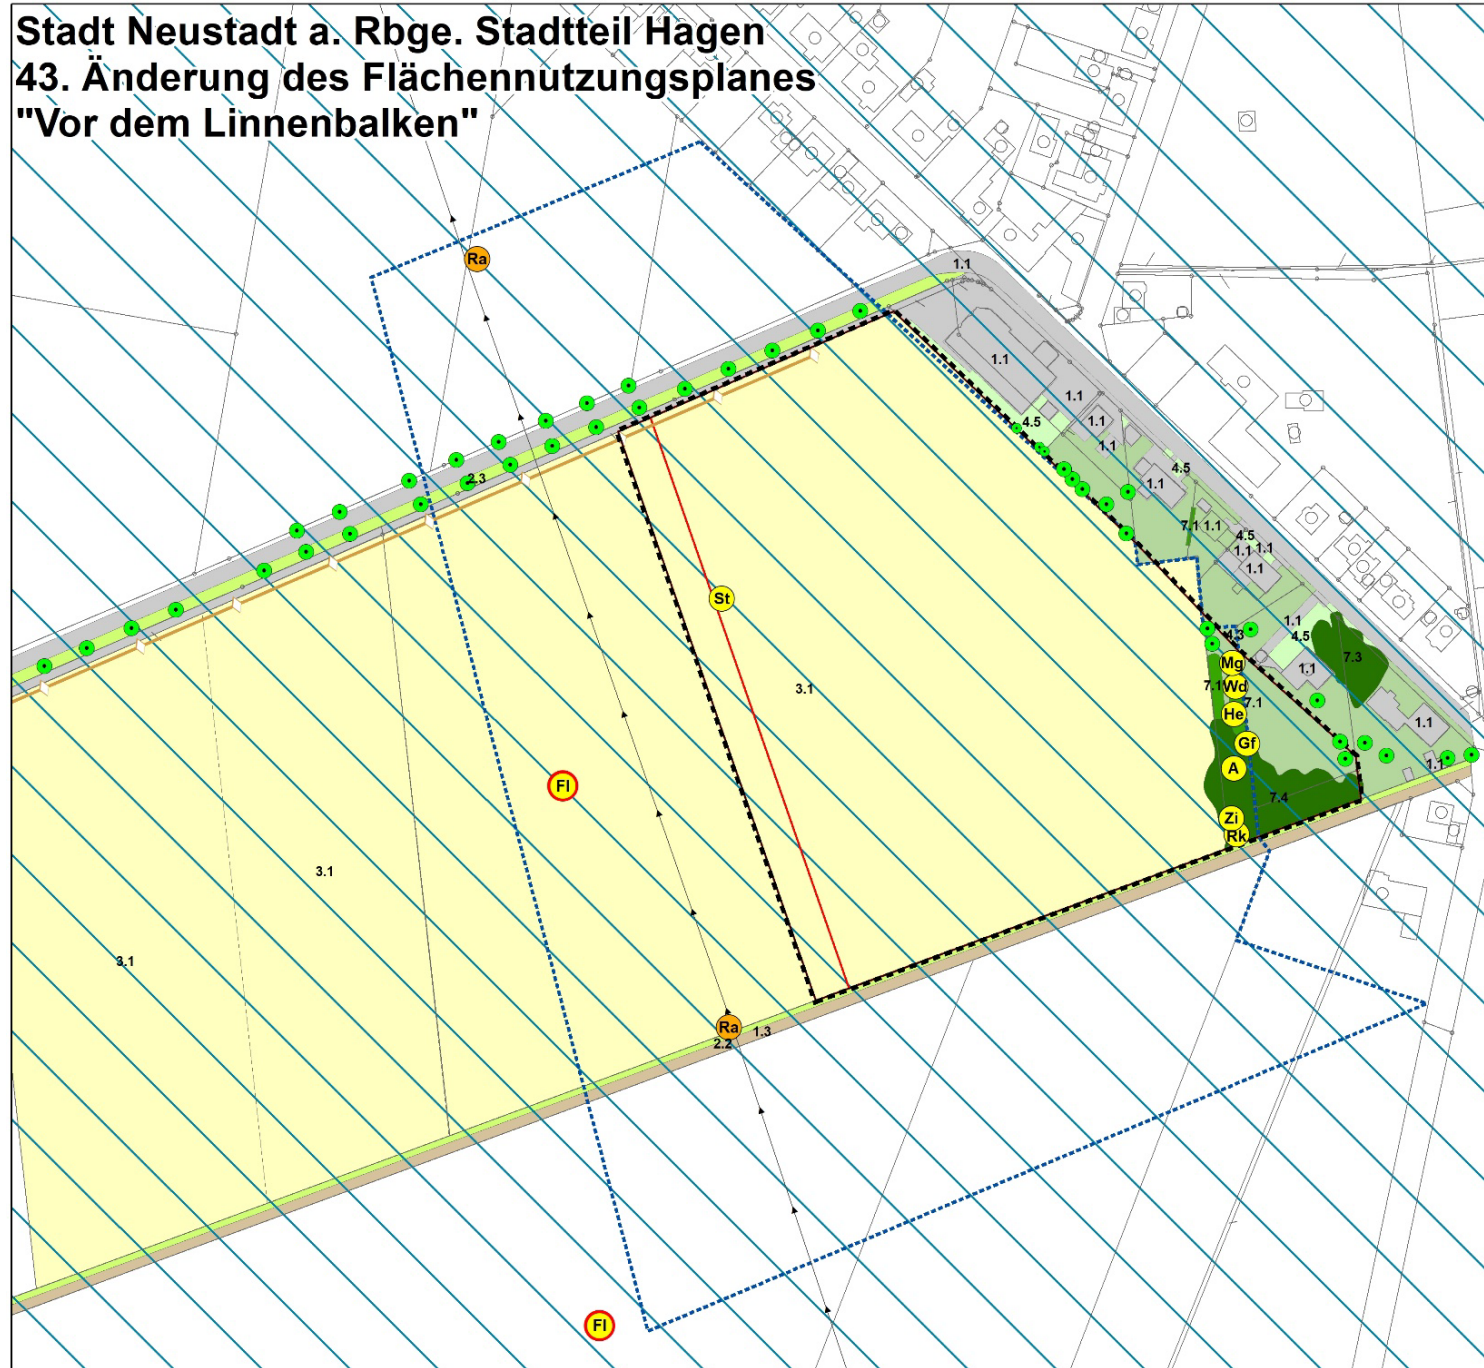 Stadt Neustadt a. Rbge. Stadtteil Hagen
43. Änderung des Flächennutzungsplanes
"Vor dem Linnenbalken"
Ra
1.1
1.1
1.1
4.5
1.1
1.1
4.5
1.1
2.3
7.1 1.1
4.5
1.1 1.1
1.1
St
1.1
4.3
4.5
7.3
Mg
1.1
3.1
7.1 Wd
7.1
He
1.1
Gf
A
1.1
Fl
7.4
Zi
Rk
3.1
3.1
Ra
1.3
2.2
Fl